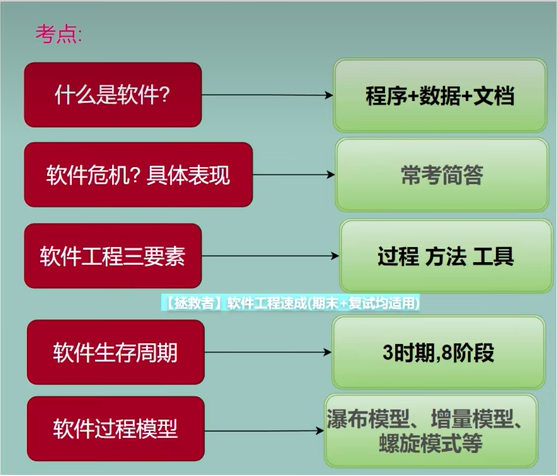 考点:
什么是软件?
程序+数据+文档
软件危机? 具体表现
常考简答
软件工程三要素
过程 方法 工具
【拯救者】软件工程速成(期末+复试均适用)
软件生存周期
3时期,8阶段
软件过程模型
瀑布模型、增量模型、
螺旋模式等